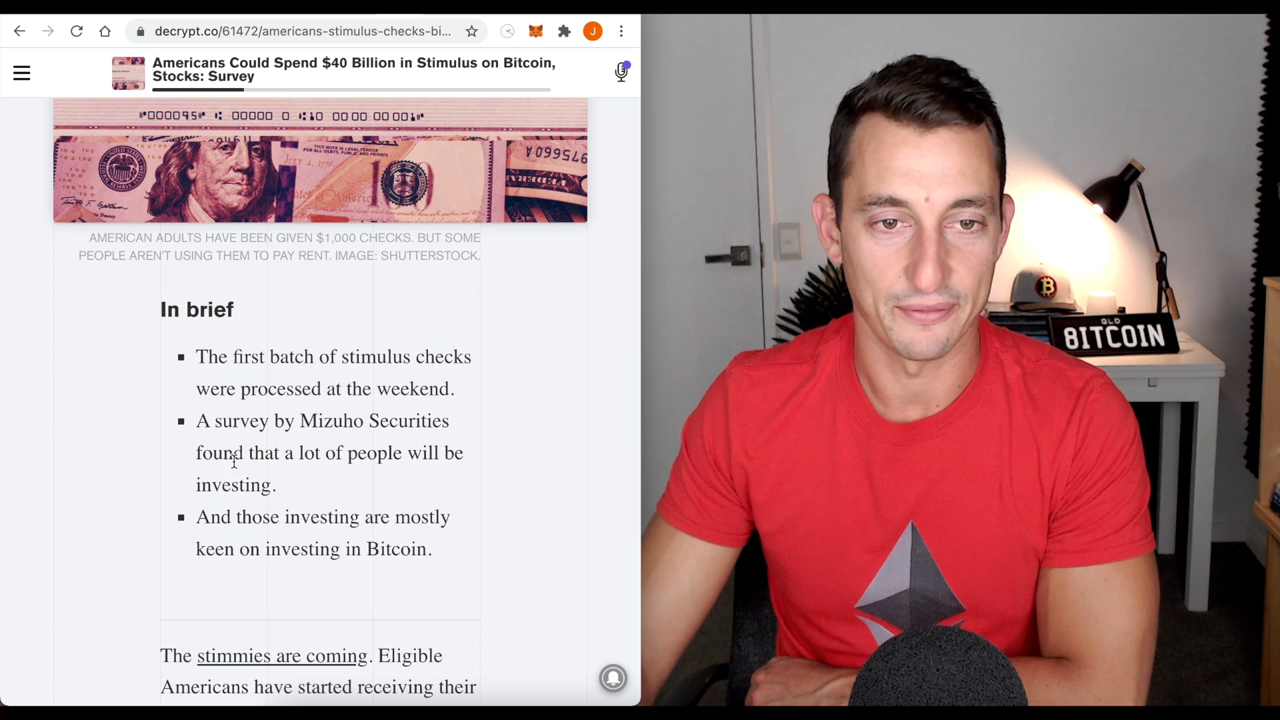 decrypt.co/61472/americans-stimulus-checks-bi...
J
Americans Could Spend $40 Billion in Stimulus on Bitcoin,
Stocks: Survey
AMERICAN ADULTS HAVE BEEN GIVEN $1,000 CHECKS. BUT SOME
PEOPLE AREN'T USING THEM TO PAY RENT. IMAGE: SHUTTERSTOCK.
In brief
The first batch of stimulus checks
were processed at the weekend.
A survey by Mizuho Securities
found that a lot of people will be
investing.
And those investing are mostly
keen on investing in Bitcoin.
The stimmies are coming. Eligible
Americans have started receiving their
QLD
8ITCOIN